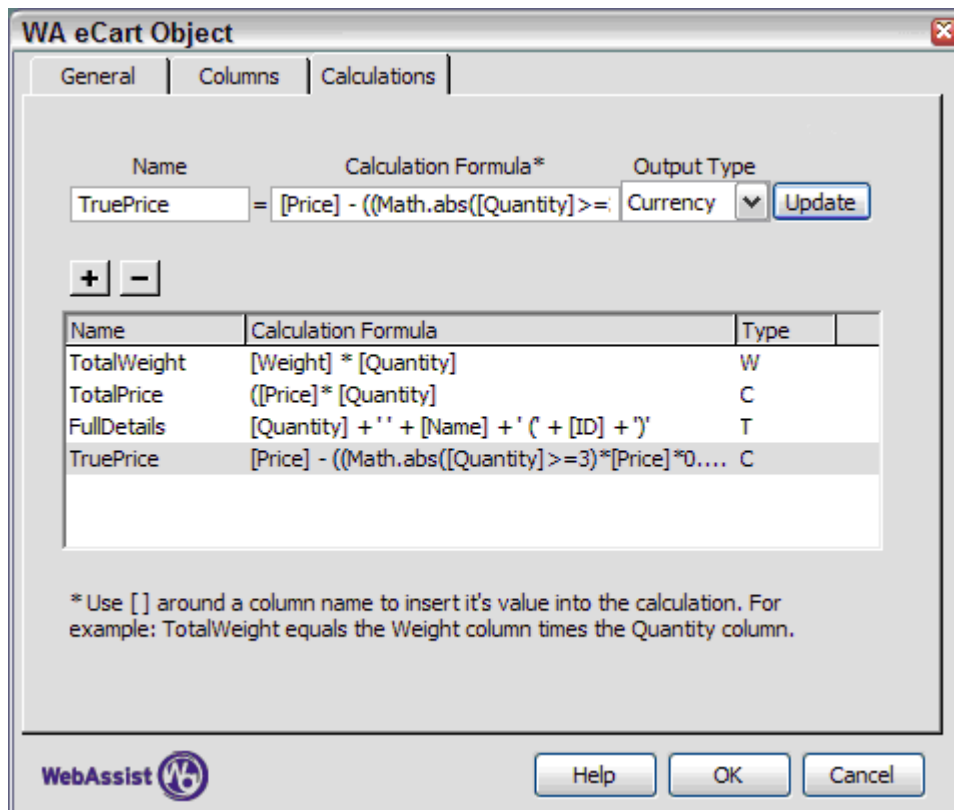 WA eCart Object
General Columns Calculations
Name Calculation Formula* Output Type
TruePrice = [Price] - ((Math.abs([Quantity]>= Currency Update
+ −
Name Calculation Formula Type
TotalWeight [Weight] * [Quantity] W
TotalPrice ([Price]* [Quantity] C
FullDetails [Quantity] + ' ' + [Name] + ' (' + [ID] + ')' T
TruePrice [Price] - ((Math.abs([Quantity]>=3)*[Price]*0.... C
* Use [ ] around a column name to insert it's value into the calculation. For
example: TotalWeight equals the Weight column times the Quantity column.
WebAssist WA Help OK Cancel